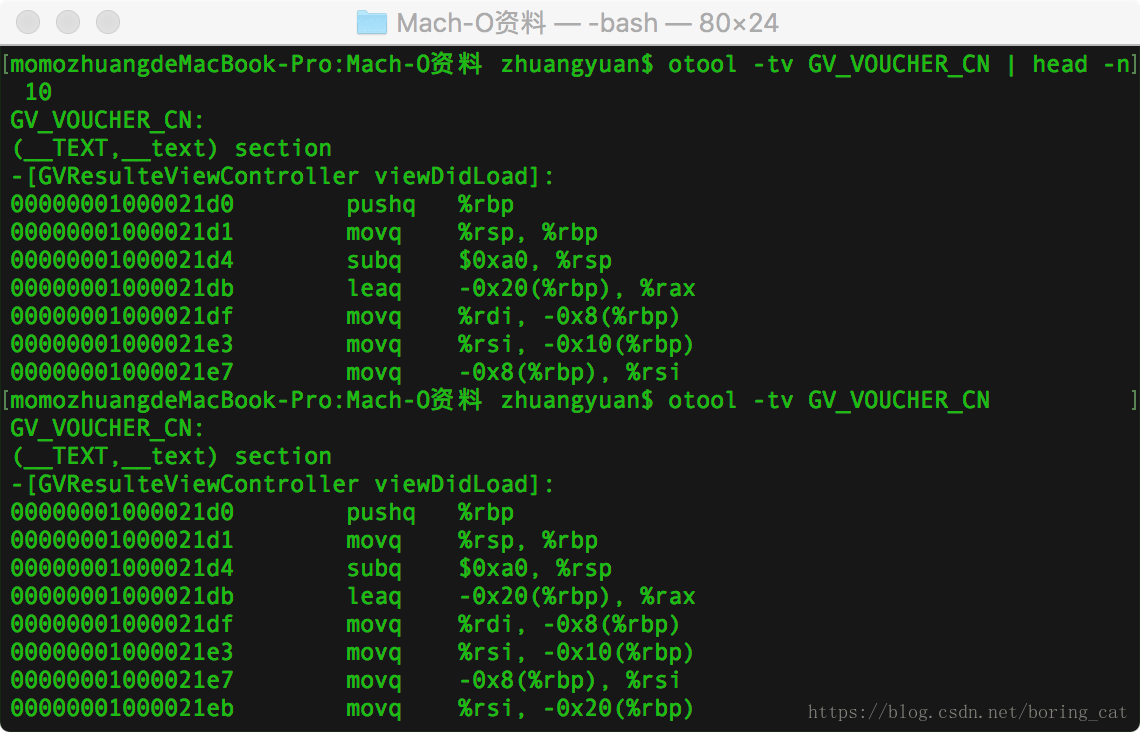 Mach-O资料 — -bash — 80×24
[momozhuangdeMacBook-Pro:Mach-O资料 zhuangyuan$ otool -tv GV_VOUCHER_CN | head -n]
 10
GV_VOUCHER_CN:
(__TEXT,__text) section
-[GVResulteViewController viewDidLoad]:
00000001000021d0	pushq	%rbp
00000001000021d1	movq	%rsp, %rbp
00000001000021d4	subq	$0xa0, %rsp
00000001000021db	leaq	-0x20(%rbp), %rax
00000001000021df	movq	%rdi, -0x8(%rbp)
00000001000021e3	movq	%rsi, -0x10(%rbp)
00000001000021e7	movq	-0x8(%rbp), %rsi
[momozhuangdeMacBook-Pro:Mach-O资料 zhuangyuan$ otool -tv GV_VOUCHER_CN ]
GV_VOUCHER_CN:
(__TEXT,__text) section
-[GVResulteViewController viewDidLoad]:
00000001000021d0	pushq	%rbp
00000001000021d1	movq	%rsp, %rbp
00000001000021d4	subq	$0xa0, %rsp
00000001000021db	leaq	-0x20(%rbp), %rax
00000001000021df	movq	%rdi, -0x8(%rbp)
00000001000021e3	movq	%rsi, -0x10(%rbp)
00000001000021e7	movq	-0x8(%rbp), %rsi
00000001000021eb	movq	%rsi, -0x20(%rbp)
https://blog.csdn.net/boring_cat